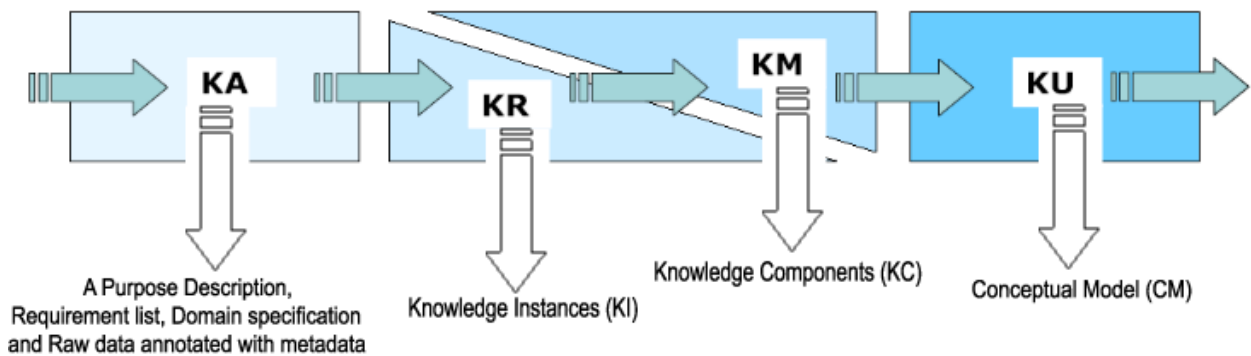 KA
KR
KM
KU
A Purpose Description,
Requirement list, Domain specification
and Raw data annotated with metadata
Knowledge Instances (KI)
Knowledge Components (KC)
Conceptual Model (CM)